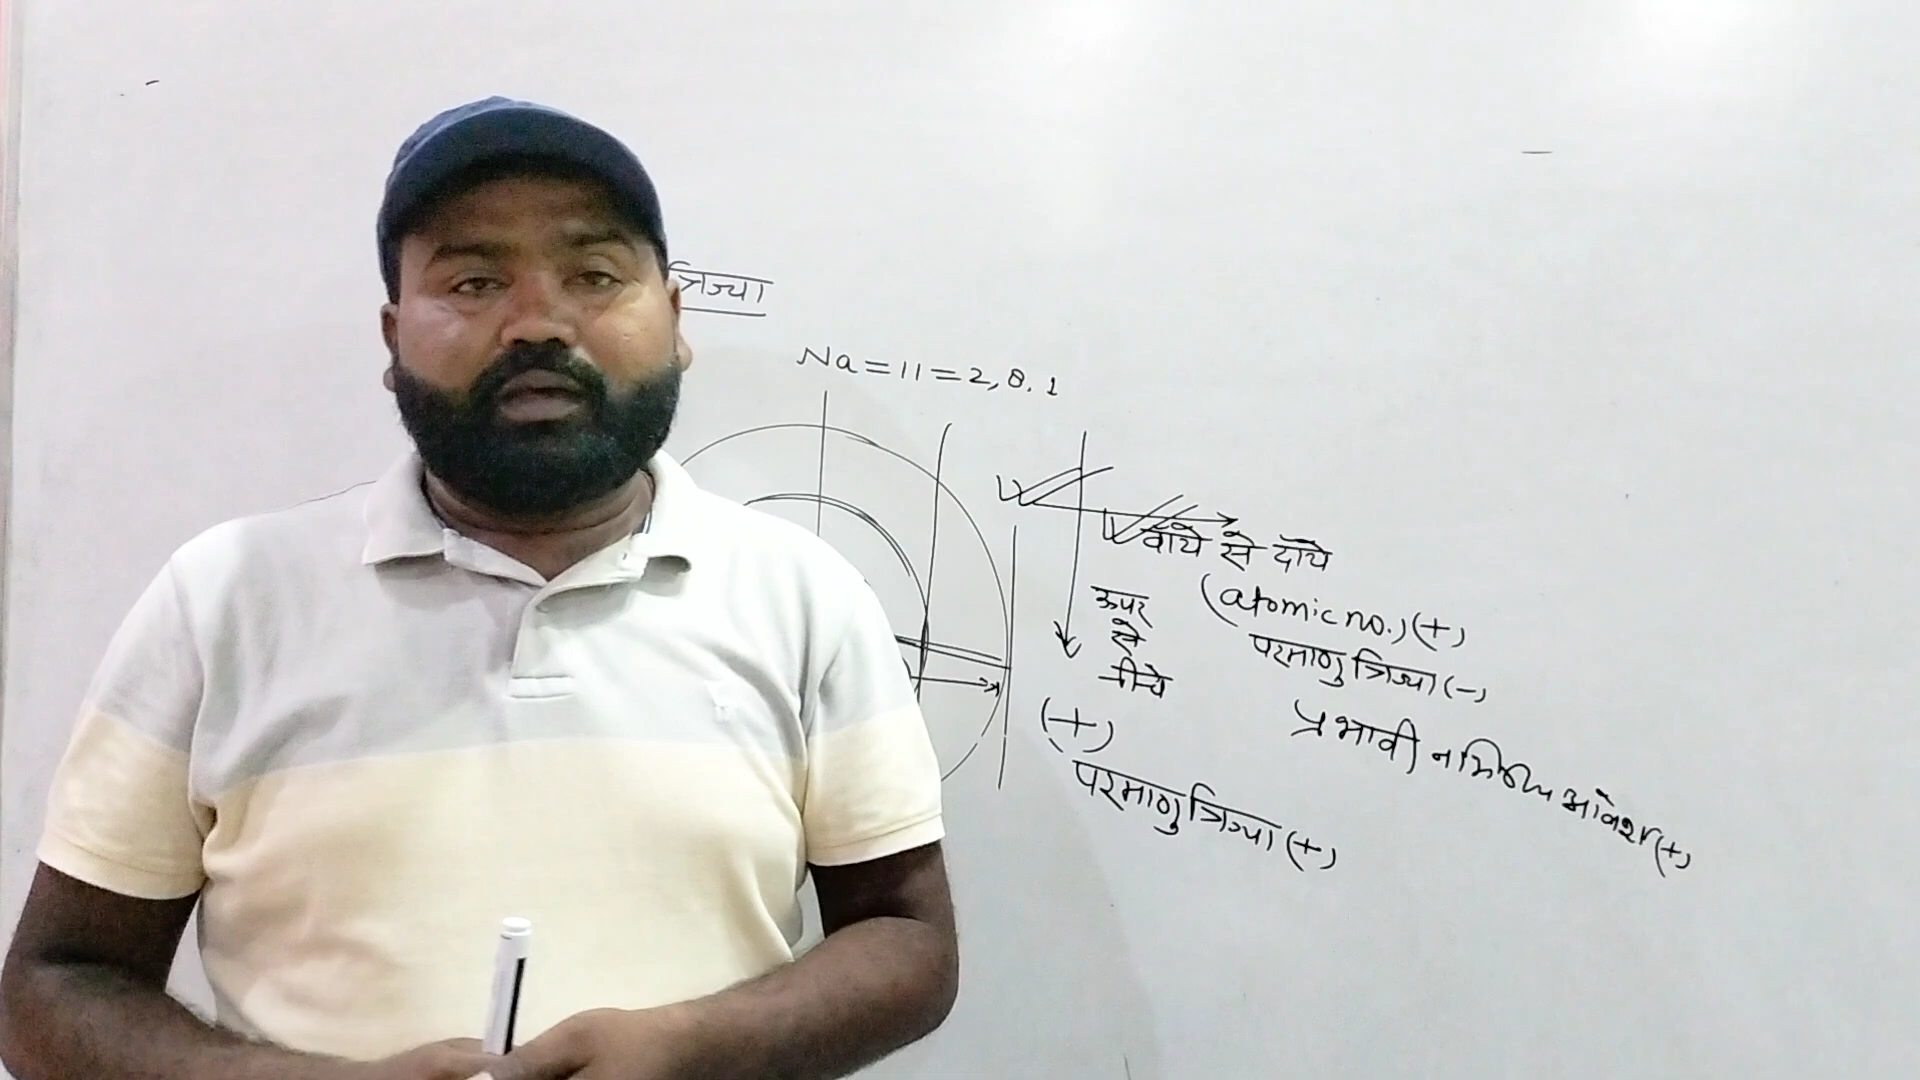 त्रिज्या
Na = 11 = 2, 8. 1
बाँये से दाँये
(atomic no.) (+)
परमाणु त्रिज्या (-)
प्रभावी नाभिकीय आवेश (+)
ऊपर
से
नीचे
(+)
परमाणु त्रिज्या (+)